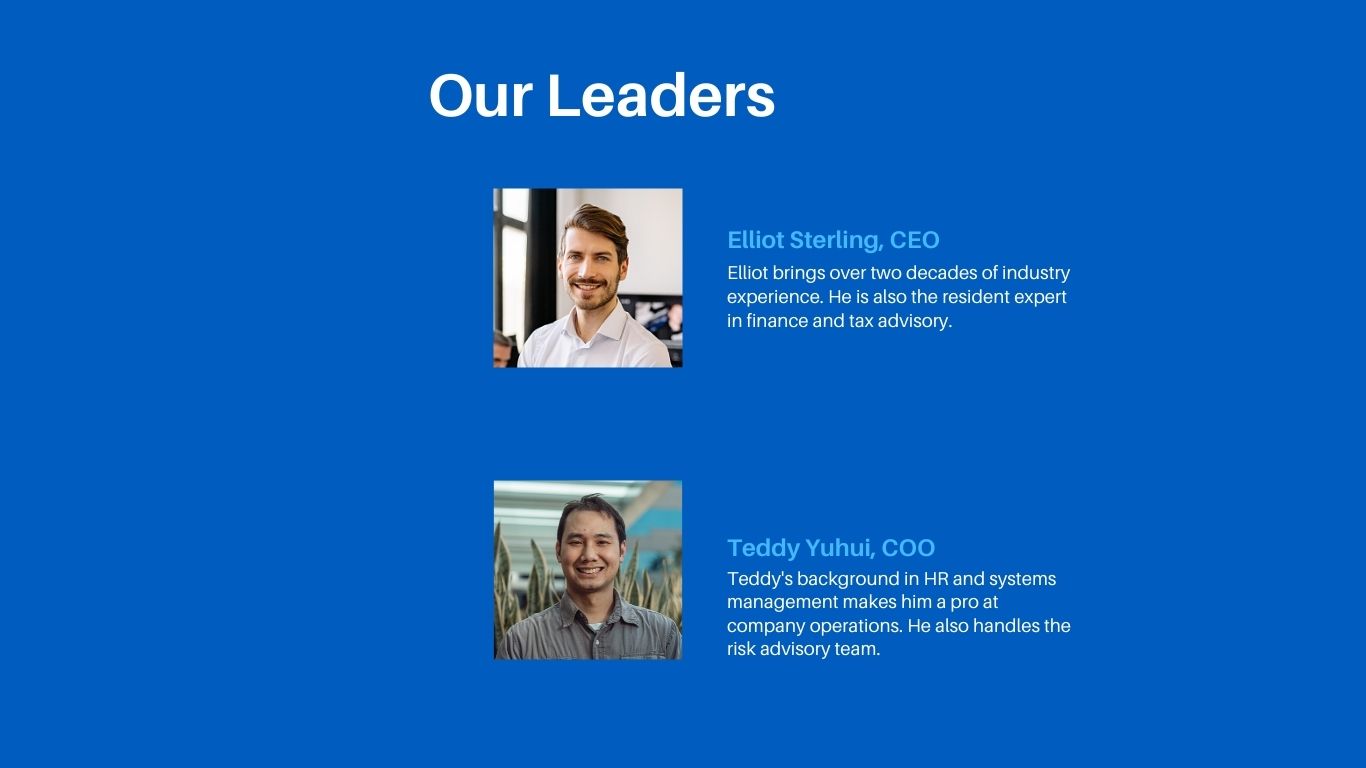 Our Leaders
Elliot Sterling, CEO
Elliot brings over two decades of industry
experience. He is also the resident expert
in finance and tax advisory.
Teddy Yuhui, COO
Teddy's background in HR and systems
management makes him a pro at
company operations. He also handles the
risk advisory team.